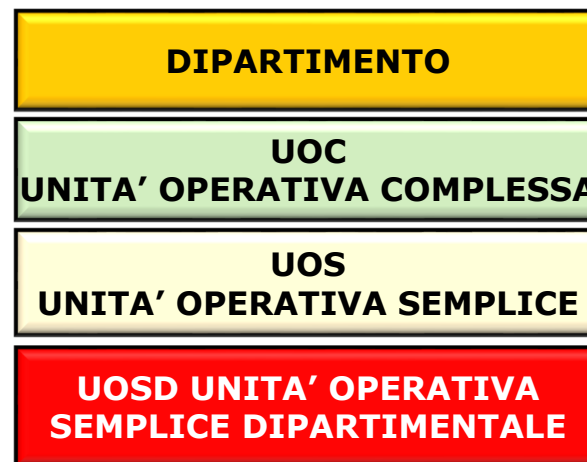 DIPARTIMENTO
UOC
UNITA’ OPERATIVA COMPLESSA
UOS
UNITA’ OPERATIVA SEMPLICE
UOSD UNITA’ OPERATIVA
SEMPLICE DIPARTIMENTALE